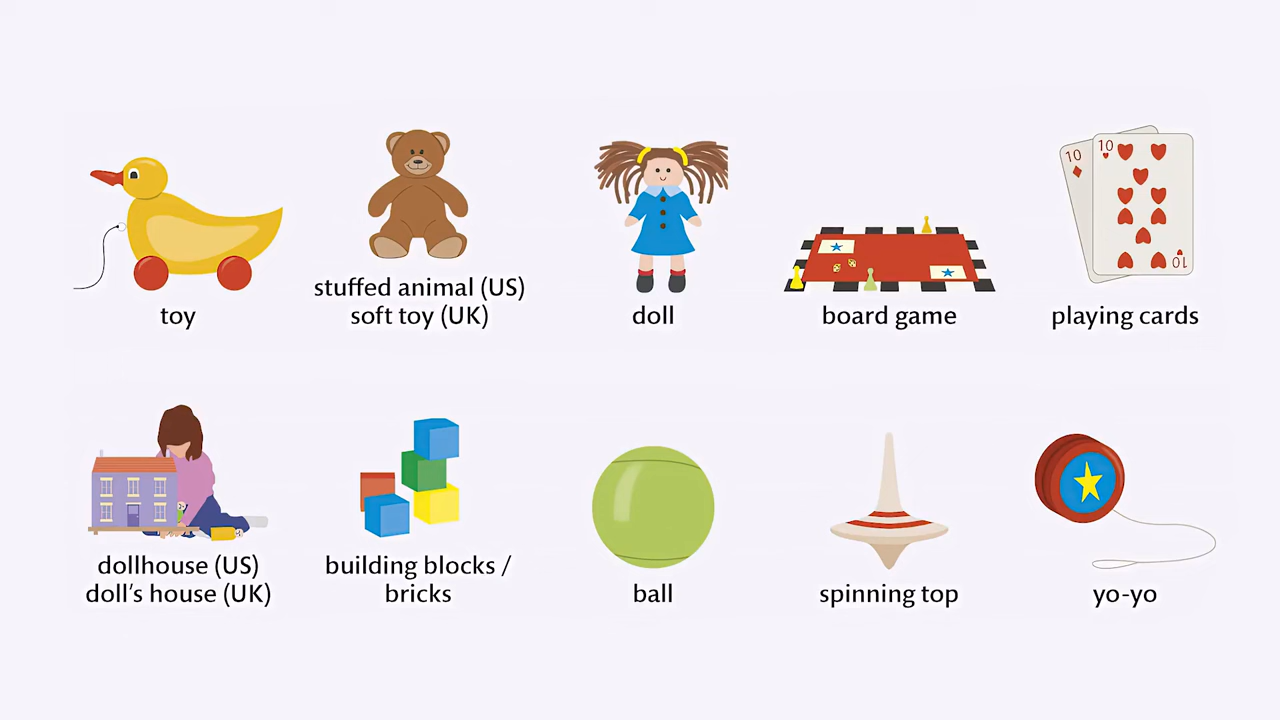 10
10
10
toy
stuffed animal (US)
soft toy (UK)
doll
board game
playing cards
dollhouse (US)
doll's house (UK)
building blocks /
bricks
ball
spinning top
yo-yo